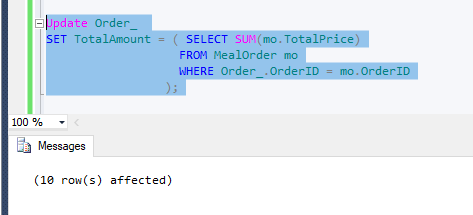 Update Order_
SET TotalAmount = ( SELECT SUM(mo.TotalPrice)
FROM MealOrder mo
WHERE Order_.OrderID = mo.OrderID
);
100 %
Messages
(10 row(s) affected)